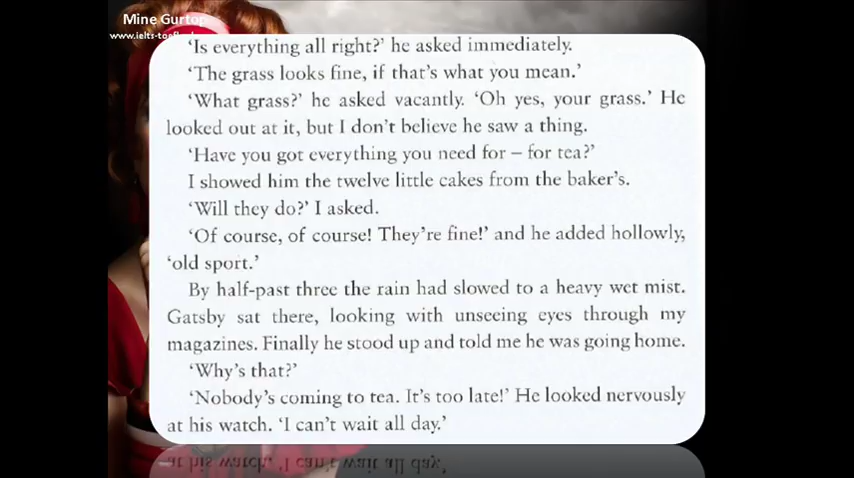 Mine Gurtop
‘Is everything all right?’ he asked immediately.
‘The grass looks fine, if that’s what you mean.’
‘What grass?’ he asked vacantly. ‘Oh yes, your grass.’ He
looked out at it, but I don’t believe he saw a thing.
‘Have you got everything you need for – for tea?’
I showed him the twelve little cakes from the baker’s.
‘Will they do?’ I asked.
‘Of course, of course! They’re fine!’ and he added hollowly,
‘old sport.’
By half-past three the rain had slowed to a heavy wet mist.
Gatsby sat there, looking with unseeing eyes through my
magazines. Finally he stood up and told me he was going home.
‘Why’s that?’
‘Nobody’s coming to tea. It’s too late!’ He looked nervously
at his watch. ‘I can’t wait all day.’